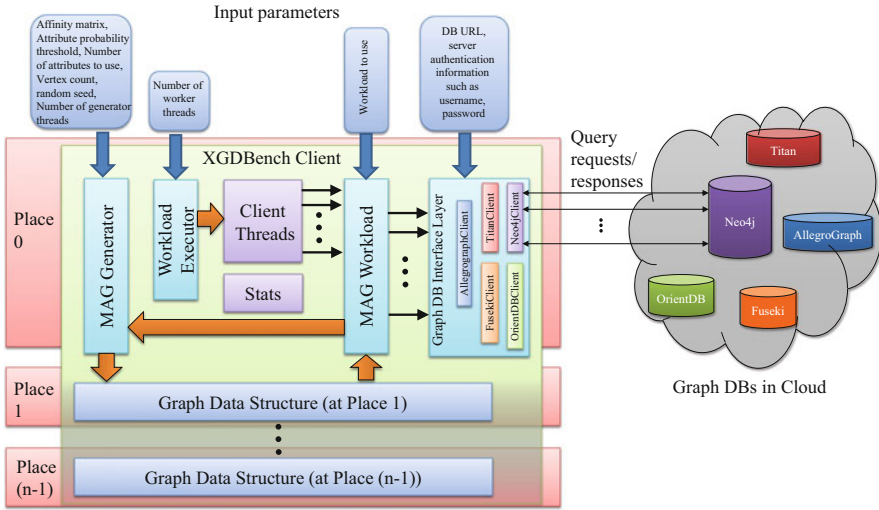 Input parameters
Affinity matrix,
Attribute probability
threshold, Number
of attributes to use,
Vertex count,
random seed,
Number of generator
threads
Number of
worker
threads
Workload to use
DB URL,
server
authentication
information
such as
username,
password
XGDBench Client
Query
requests/
responses
Place
0
MAG Generator
Workload
Executor
Client
Threads
Stats
MAG Workload
Graph DB Interface Layer
AllegrographClient
TitanClient
Neo4jClient
FusekiClient
OrientDBClient
Titan
Neo4j
AllegroGraph
OrientDB
Fuseki
Graph DBs in Cloud
Place
1
Graph Data Structure (at Place 1)
Place
(n-1)
Graph Data Structure (at Place (n-1))